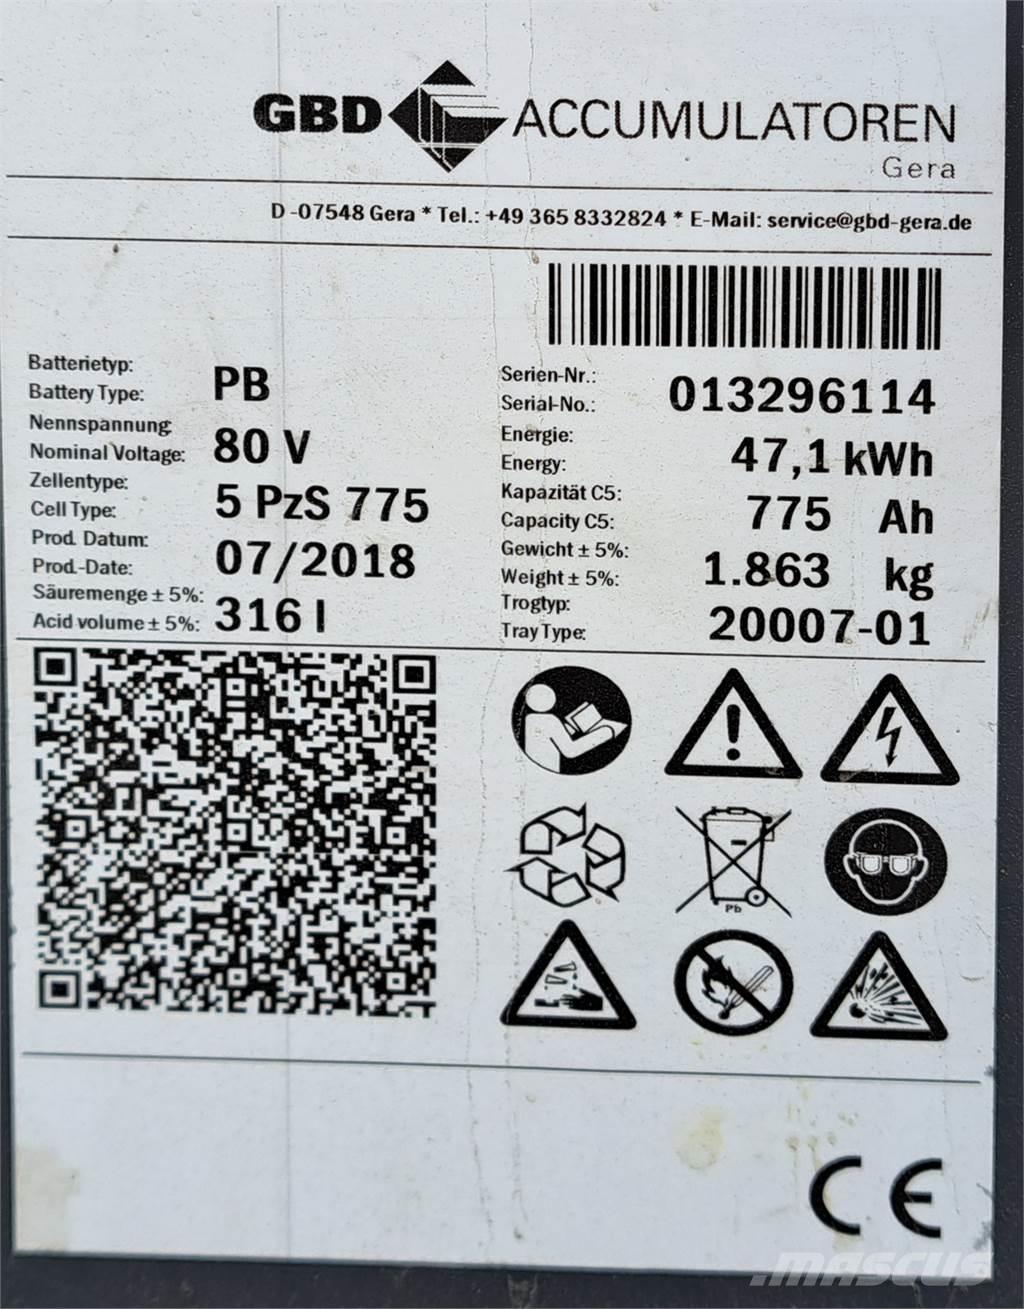 GBD ACCUMULATOREN
Gera
D -07548 Gera * Tel.: +49 365 8332824 * E-Mail: service@gbd-gera.de
Batterietyp:
Battery Type: PB
Nennspannung
Nominal Voltage: 80 V
Zellentype:
Cell Type: 5 PzS 775
Prod. Datum:
Prod.-Date: 07/2018
Säuremenge ± 5%:
Acid volume ± 5%: 316 l
Serien-Nr.:
Serial-No.: 013296114
Energie:
Energy: 47,1 kWh
Kapazität C5:
Capacity C5: 775 Ah
Gewicht ± 5%:
Weight ± 5%: 1.863 kg
Trogtyp:
Tray Type: 20007-01
Pb
CE
MASCUS